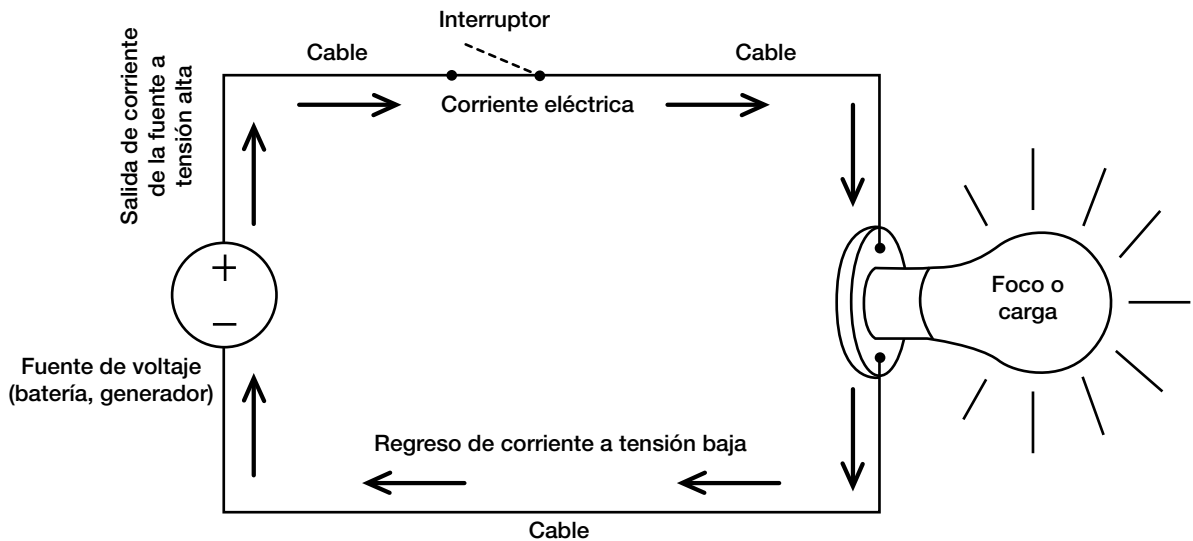 Interruptor
Cable
Cable
Salida de corriente
de la fuente a
tensión alta
Corriente eléctrica
+
−
Foco o
carga
Fuente de voltaje
(batería, generador)
Regreso de corriente a tensión baja
Cable